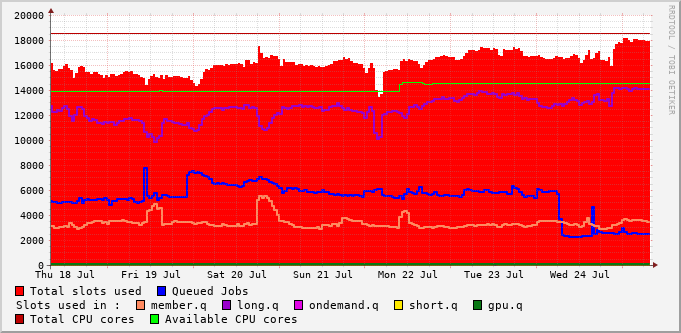 20000
18000
16000
14000
12000
10000
8000
6000
4000
2000
0
Thu 18 Jul Fri 19 Jul Sat 20 Jul Sun 21 Jul Mon 22 Jul Tue 23 Jul Wed 24 Jul
RRDTOOL / TOBI OETIKER
Total slots used Queued Jobs
Slots used in : member.q long.q ondemand.q short.q gpu.q
Total CPU cores Available CPU cores